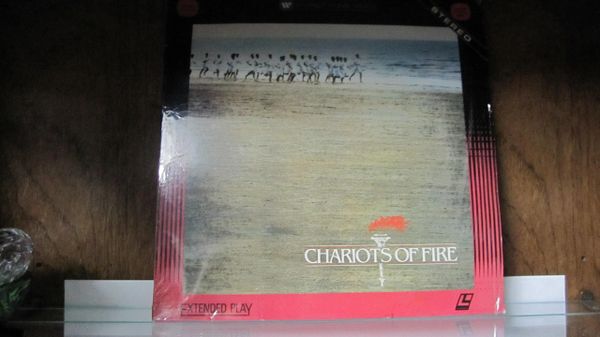 STEREO
CHARIOTS OF FIRE
EXTENDED PLAY